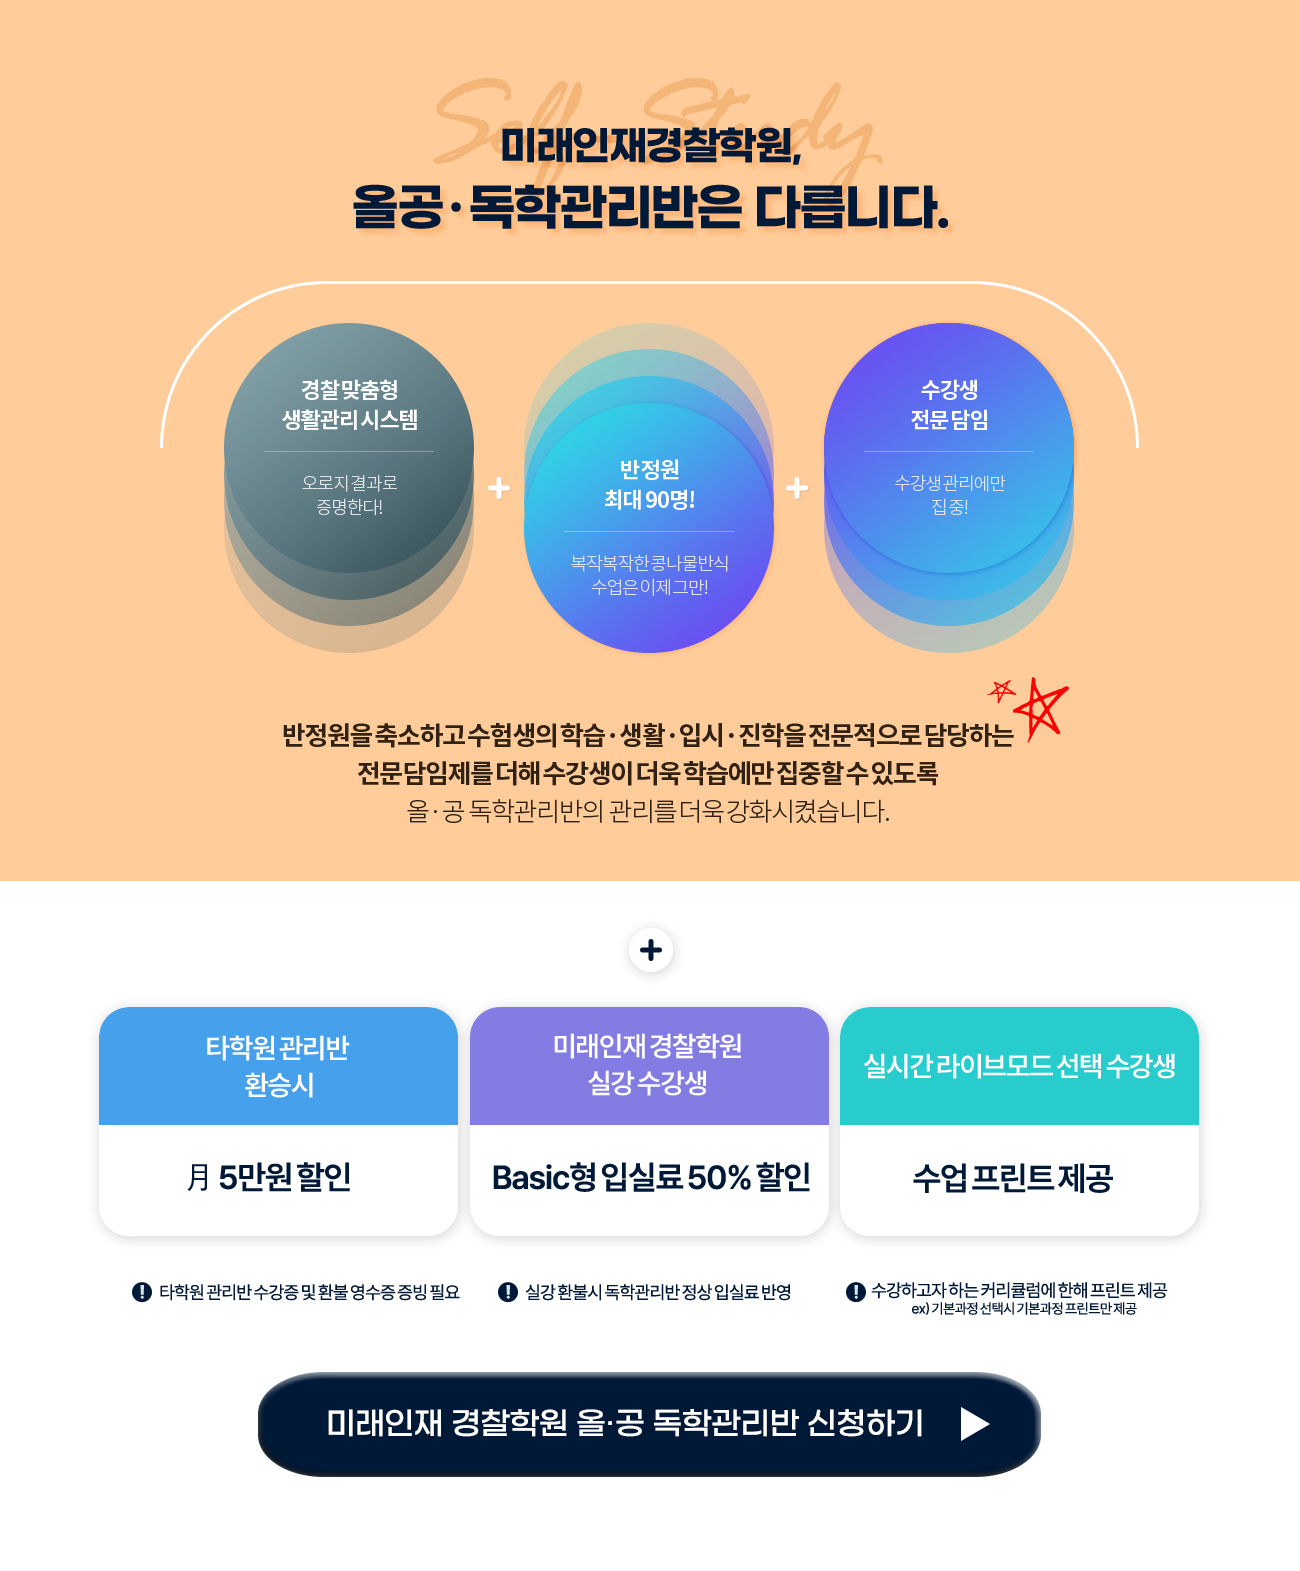 Self-Study
미래인재경찰학원,
올공·독학관리반은 다릅니다.
경찰 맞춤형
생활관리 시스템
오로지 결과로
증명한다!
반정원
최대 90명!
복작복작한 콩나물반식
수업은 이제 그만!
수강생
전문 담임
수강생 관리에만
집중!
반정원을 축소하고 수험생의 학습·생활·입시·진학을 전문적으로 담당하는
전문담임제를 더해 수강생이 더욱 학습에만 집중할 수 있도록
올·공 독학관리반의 관리를 더욱 강화시켰습니다.
타학원 관리반
환승시
月 5만원 할인
! 타학원 관리반 수강증 및 환불 영수증 증빙 필요
미래인재 경찰학원
실강 수강생
Basic형 입실료 50% 할인
! 실강 환불시 독학관리반 정상 입실료 반영
실시간 라이브모드 선택 수강생
수업 프린트 제공
! 수강하고자 하는 커리큘럼에 한해 프린트 제공
ex) 기본과정 선택시 기본과정 프린트만 제공
미래인재 경찰학원 올·공 독학관리반 신청하기